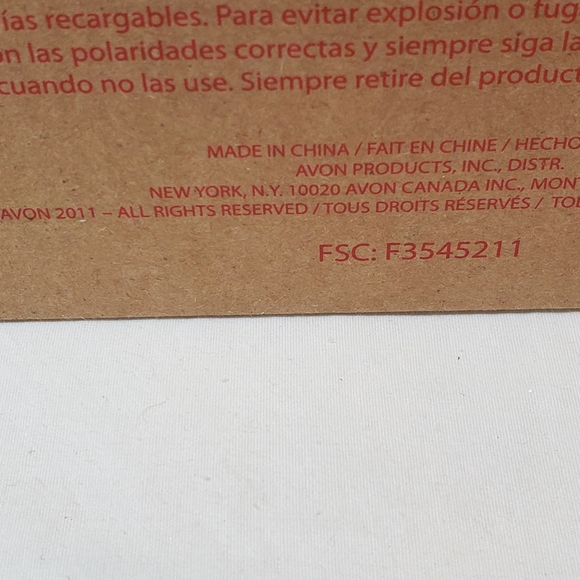 ías recargables. Para evitar explosión o fug
on las polaridades correctas y siempre siga la
cuando no las use. Siempre retire del product
MADE IN CHINA / FAIT EN CHINE / HECHO
AVON PRODUCTS, INC., DISTR.
NEW YORK, N.Y. 10020 AVON CANADA INC., MONT
AVON 2011 – ALL RIGHTS RESERVED / TOUS DROITS RÉSERVÉS /
FSC: F3545211